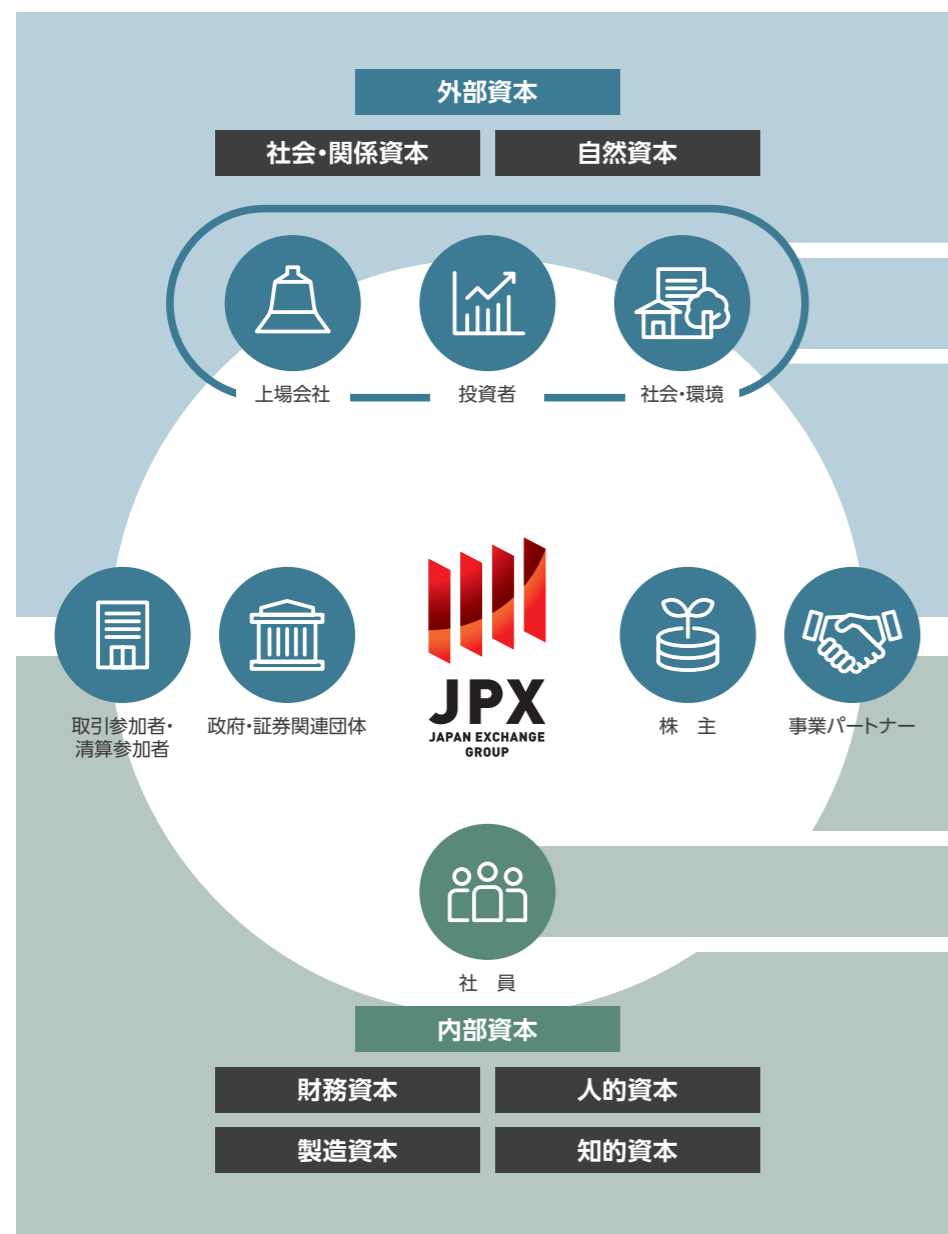 外部資本
社会・関係資本
自然資本
上場会社
投資者
社会・環境
取引参加者・
清算参加者
政府・証券関連団体
JPX
JAPAN EXCHANGE
GROUP
株 主
事業パートナー
社 員
内部資本
財務資本
人的資本
製造資本
知的資本